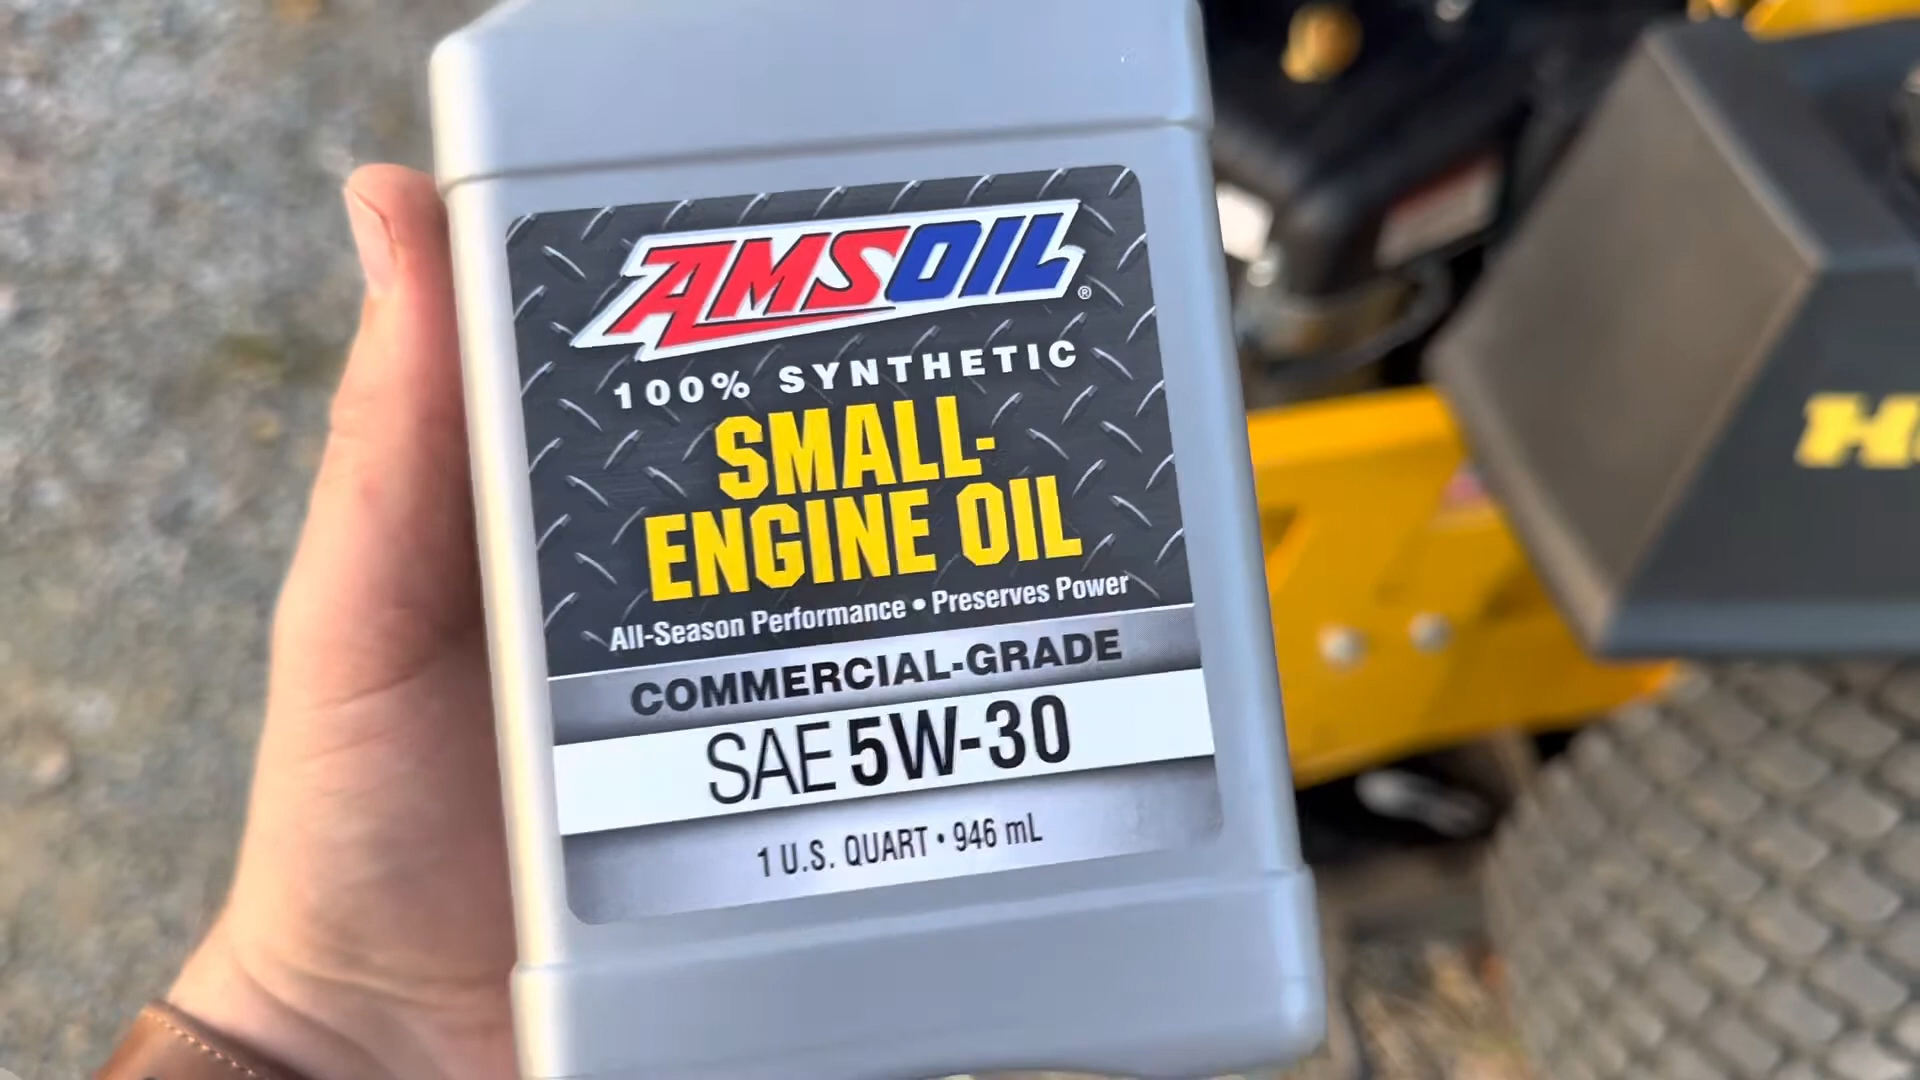 AMSOIL®
100% SYNTHETIC
SMALL-
ENGINE OIL
All-Season Performance • Preserves Power
COMMERCIAL-GRADE
SAE 5W-30
1 U.S. QUART • 946 mL